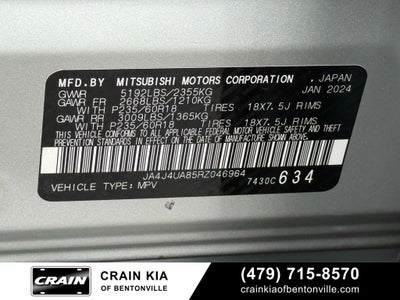 MFD.BY MITSUBISHI MOTORS CORPORATION, JAPAN
GVWR 5192LBS/2355KG JAN 2024
GAWR FR 2668LBS/1210KG
WITH P235/60R18 TIRES 18X7.5J RIMS
GAWR RR 3009LBS/1365KG
WITH P235/60R18 TIRES 18X7.5J RIMS
THIS VEHICLE CONFORMS TO ALL APPLICABLE FEDERAL
MOTOR VEHICLE SAFETY AND THEFT PREVENTION STANDARDS
IN EFFECT ON THE DATE OF MANUFACTURE SHOWN ABOVE.
JA4J4UA85RZ046964
VEHICLE TYPE: MPV 7430C 634
CRAIN
CRAIN KIA
OF BENTONVILLE
(479) 715-8570
crainkiaofbentonville.com